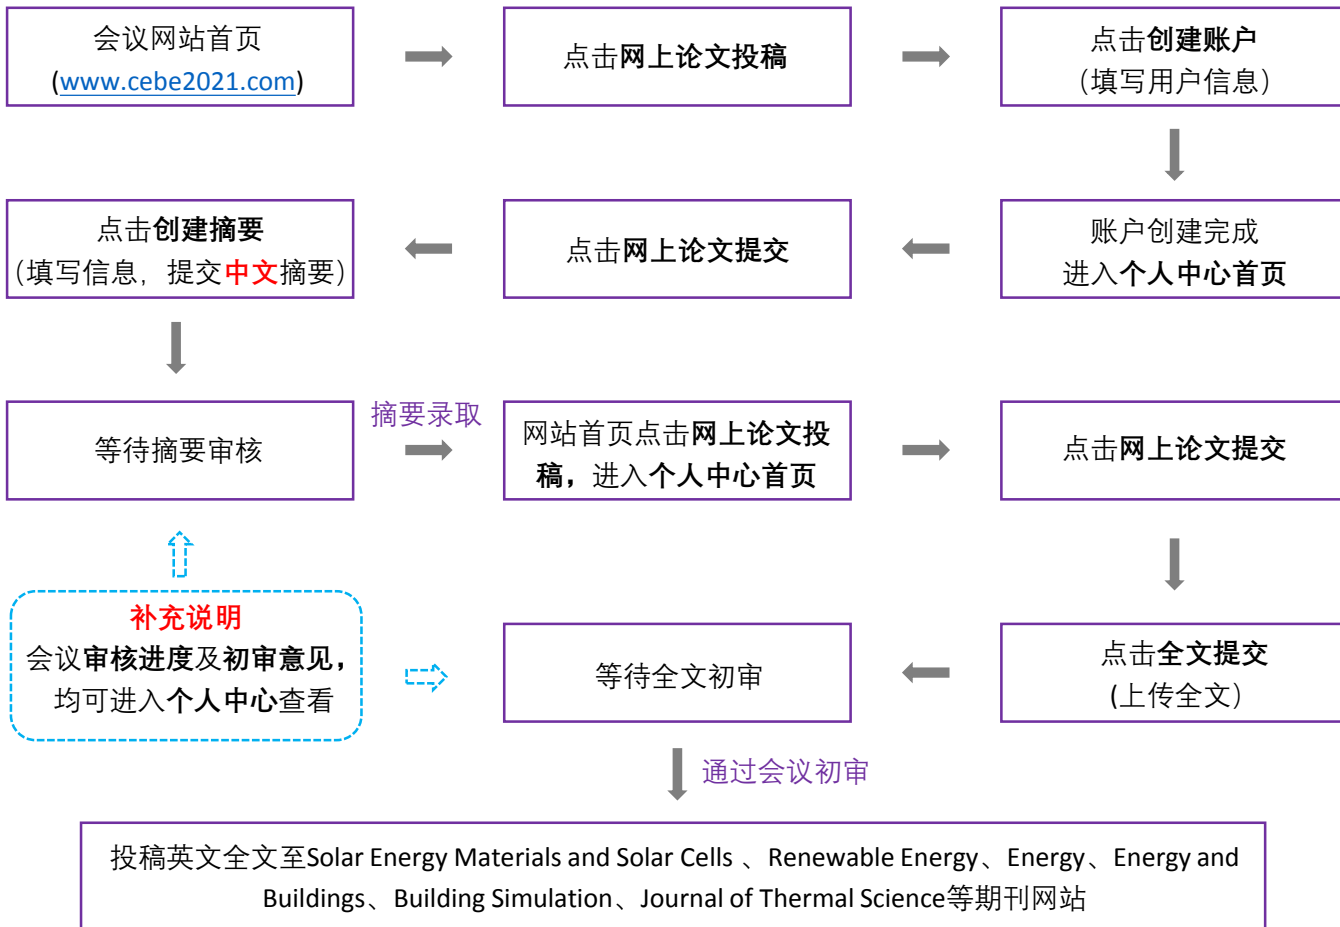 会议网站首页
(www.cebe2021.com)
点击网上论文投稿
点击创建账户
（填写用户信息）
账户创建完成
进入个人中心首页
点击网上论文提交
点击创建摘要
（填写信息，提交中文摘要）
等待摘要审核
摘要录取
网站首页点击网上论文投
稿，进入个人中心首页
点击网上论文提交
点击全文提交
(上传全文）
等待全文初审
补充说明
会议审核进度及初审意见，
均可进入个人中心查看
通过会议初审
投稿英文全文至Solar Energy Materials and Solar Cells 、Renewable Energy、Energy、Energy and
Buildings、Building Simulation、Journal of Thermal Science等期刊网站